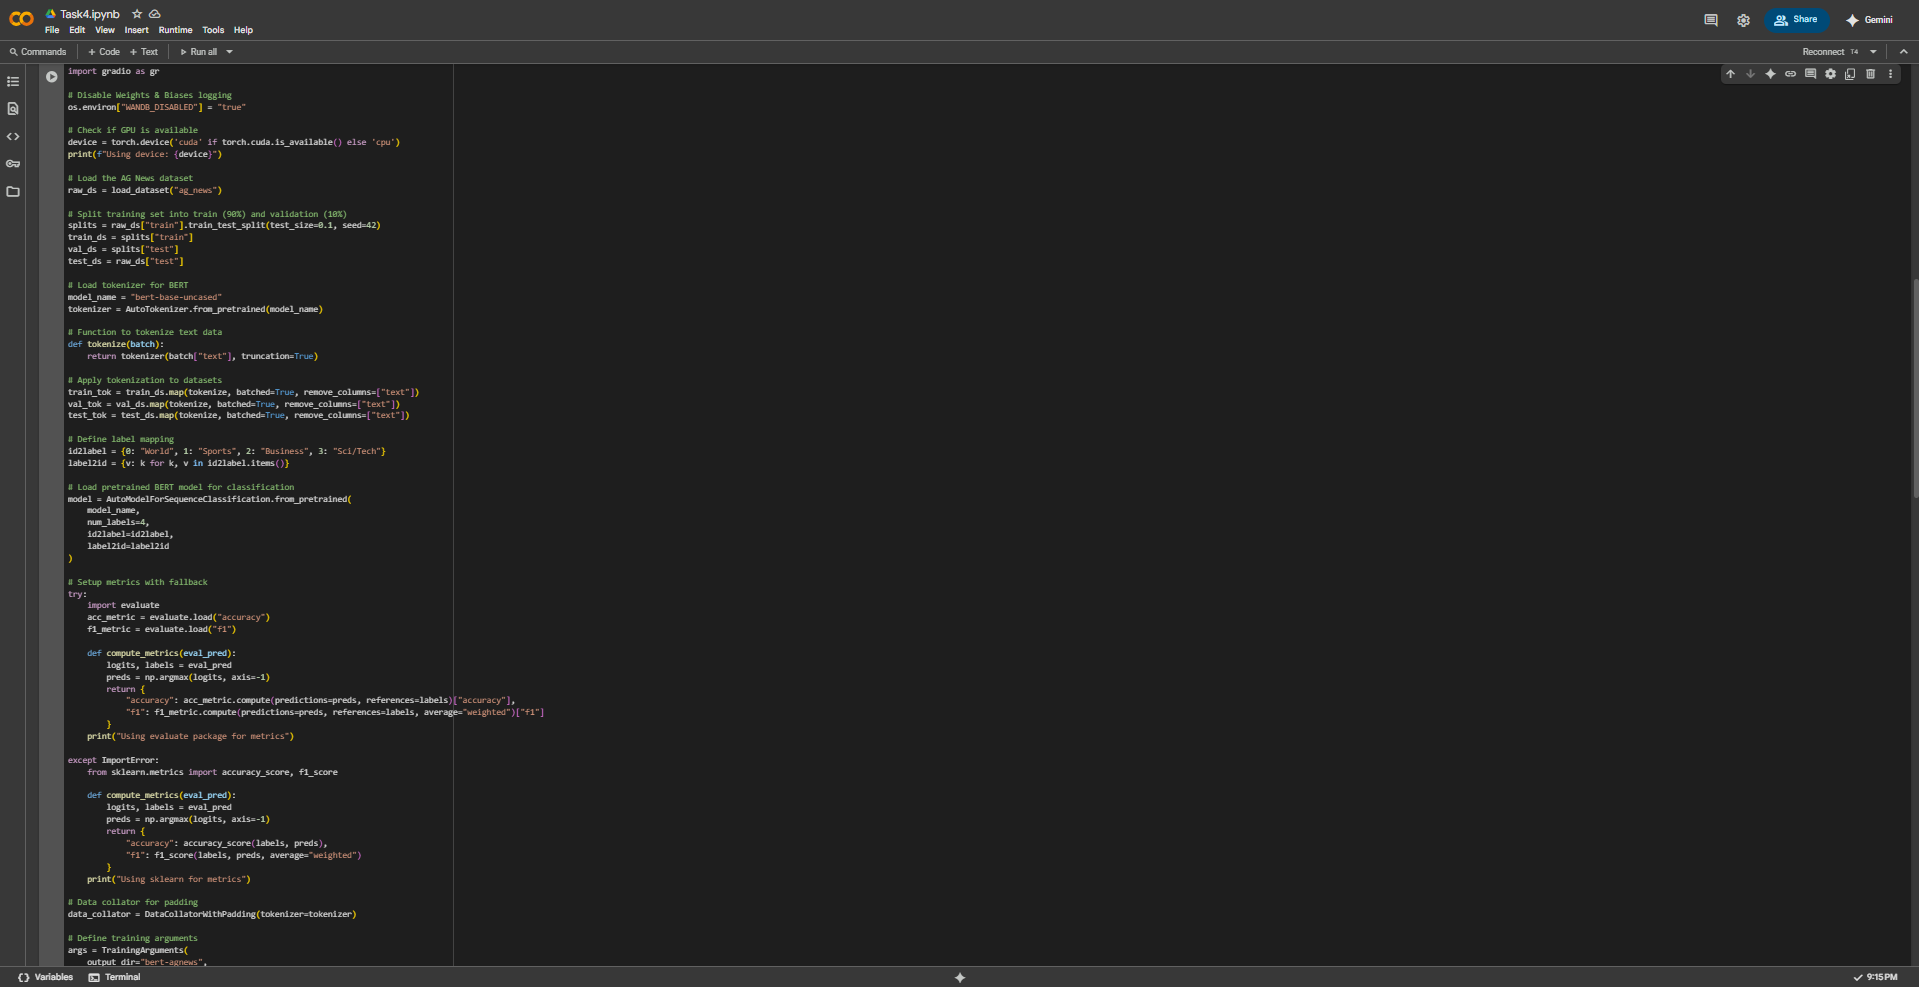 Task4.ipynb
File Edit View Insert Runtime Tools Help
Share
Gemini
Commands + Code + Text Run all
Reconnect T4
import gradio as gr
# Disable Weights & Biases logging
os.environ["WANDB_DISABLED"] = "true"
# Check if GPU is available
device = torch.device('cuda' if torch.cuda.is_available() else 'cpu')
print(f"Using device: {device}")
# Load the AG News dataset
raw_ds = load_dataset("ag_news")
# Split training set into train (90%) and validation (10%)
splits = raw_ds["train"].train_test_split(test_size=0.1, seed=42)
train_ds = splits["train"]
val_ds = splits["test"]
test_ds = raw_ds["test"]
# Load tokenizer for BERT
model_name = "bert-base-uncased"
tokenizer = AutoTokenizer.from_pretrained(model_name)
# Function to tokenize text data
def tokenize(batch):
    return tokenizer(batch["text"], truncation=True)
# Apply tokenization to datasets
train_tok = train_ds.map(tokenize, batched=True, remove_columns=["text"])
val_tok = val_ds.map(tokenize, batched=True, remove_columns=["text"])
test_tok = test_ds.map(tokenize, batched=True, remove_columns=["text"])
# Define label mapping
id2label = {0: "World", 1: "Sports", 2: "Business", 3: "Sci/Tech"}
label2id = {v: k for k, v in id2label.items()}
# Load pretrained BERT model for classification
model = AutoModelForSequenceClassification.from_pretrained(
    model_name,
    num_labels=4,
    id2label=id2label,
    label2id=label2id
)
# Setup metrics with fallback
try:
    import evaluate
    acc_metric = evaluate.load("accuracy")
    f1_metric = evaluate.load("f1")
    def compute_metrics(eval_pred):
        logits, labels = eval_pred
        preds = np.argmax(logits, axis=-1)
        return {
            "accuracy": acc_metric.compute(predictions=preds, references=labels)["accuracy"],
            "f1": f1_metric.compute(predictions=preds, references=labels, average="weighted")["f1"]
        }
    print("Using evaluate package for metrics")
except ImportError:
    from sklearn.metrics import accuracy_score, f1_score
    def compute_metrics(eval_pred):
        logits, labels = eval_pred
        preds = np.argmax(logits, axis=-1)
        return {
            "accuracy": accuracy_score(labels, preds),
            "f1": f1_score(labels, preds, average="weighted")
        }
    print("Using sklearn for metrics")
# Data collator for padding
data_collator = DataCollatorWithPadding(tokenizer=tokenizer)
# Define training arguments
args = TrainingArguments(
    output_dir="bert-agnews",
Variables Terminal
9:15 PM